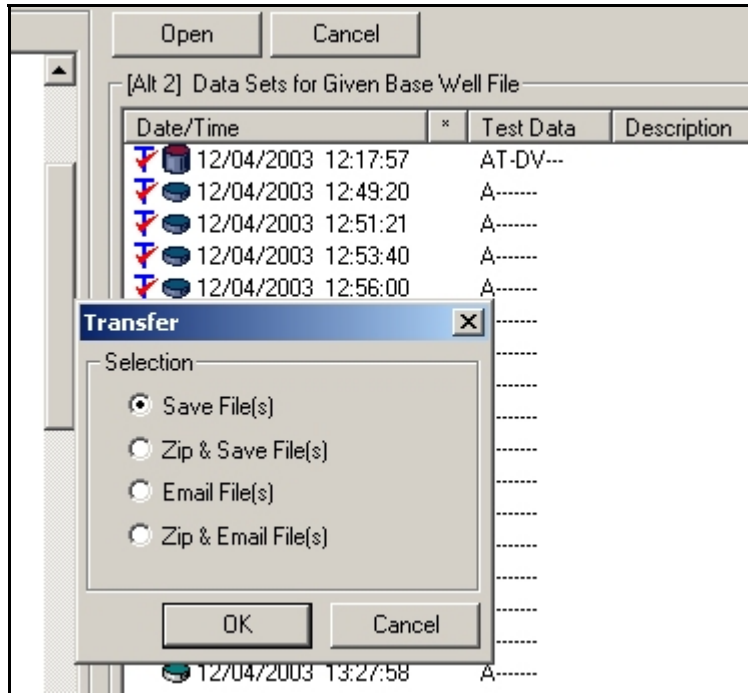 Open Cancel
[Alt 2] Data Sets for Given Base Well File
Date/Time * Test Data Description
12/04/2003 12:17:57 AT-DV---
12/04/2003 12:49:20 A-------
12/04/2003 12:51:21 A-------
12/04/2003 12:53:40 A-------
12/04/2003 12:56:00 A-------
Transfer
Selection
Save File(s)
Zip & Save File(s)
Email File(s)
Zip & Email File(s)
OK Cancel
12/04/2003 13:27:58 A-------